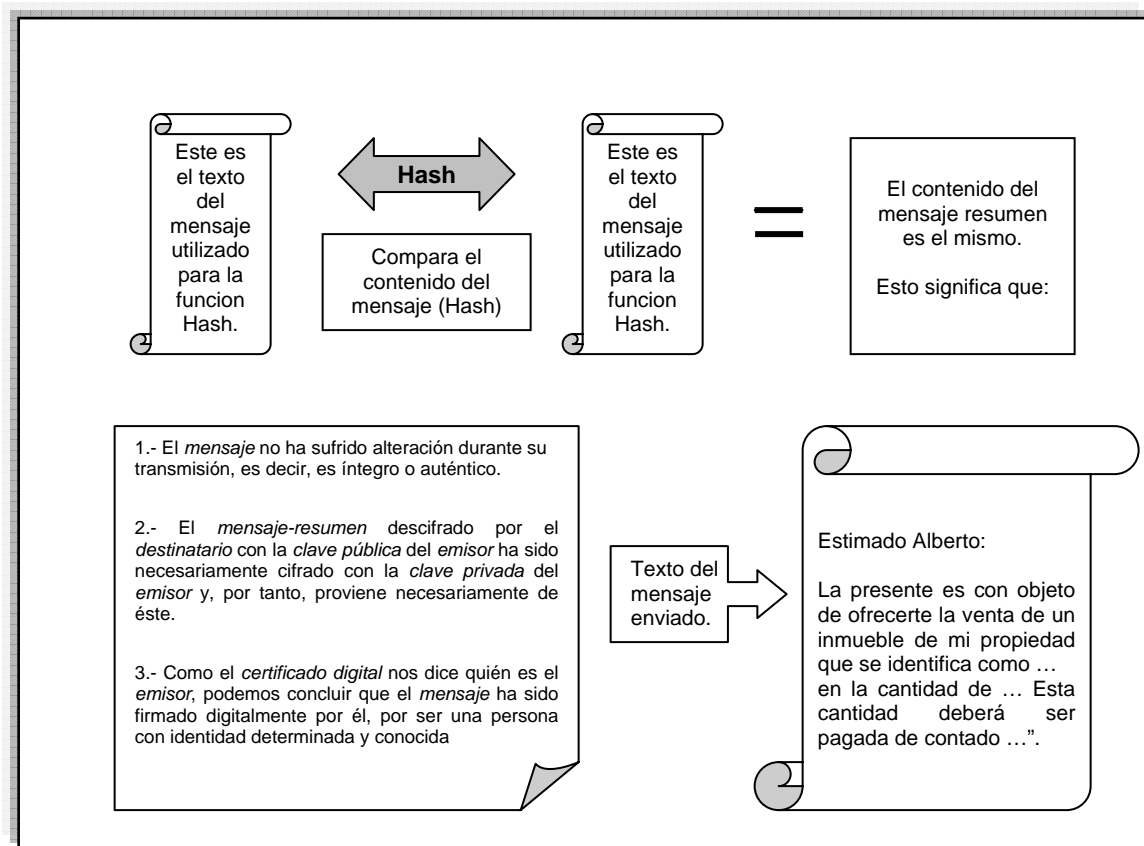 Este es
el texto
del
mensaje
utilizado
para la
funcion
Hash.
Hash
Compara el
contenido del
mensaje (Hash)
Este es
el texto
del
mensaje
utilizado
para la
funcion
Hash.
=
El contenido del
mensaje resumen
es el mismo.
Esto significa que:
1.- El mensaje no ha sufrido alteración durante su
transmisión, es decir, es íntegro o auténtico.
2.- El mensaje-resumen descifrado por el
destinatario con la clave pública del emisor ha sido
necesariamente cifrado con la clave privada del
emisor y, por tanto, proviene necesariamente de
éste.
3.- Como el certificado digital nos dice quién es el
emisor, podemos concluir que el mensaje ha sido
firmado digitalmente por él, por ser una persona
con identidad determinada y conocida
Texto del
mensaje
enviado.
Estimado Alberto:
La presente es con objeto
de ofrecerte la venta de un
inmueble de mi propiedad
que se identifica como …
en la cantidad de … Esta
cantidad deberá ser
pagada de contado …”.